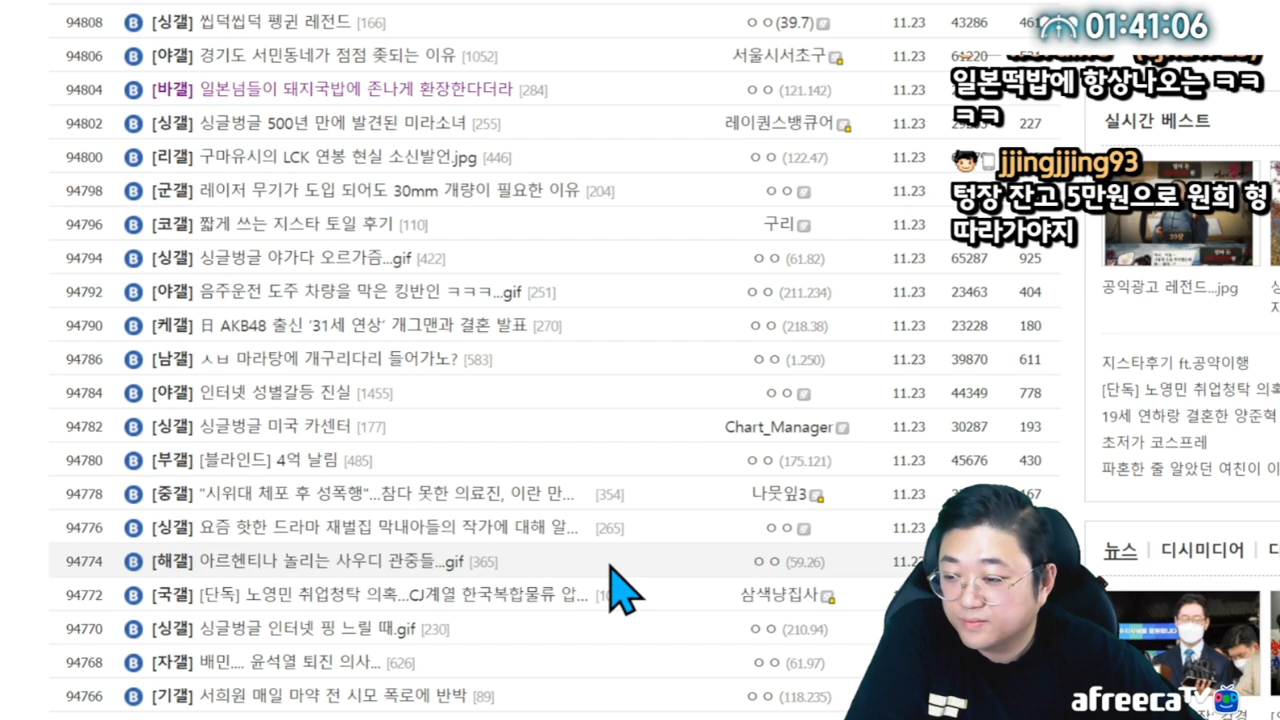 94808 B [싱갤] 씹덕씹덕 펭귄 레전드 [166] ㅇㅇ(39.7) 11.23 43286 461
94806 B [야갤] 경기도 서민동네가 점점 좆되는 이유 [1052] 서울시서초구 11.23 61220 531
94804 B [바갤] 일본넘들이 돼지국밥에 존나게 환장한다더라 [284] ㅇㅇ (121.142) 11.23
94802 B [싱갤] 싱글벙글 500년 만에 발견된 미라소녀 [255] 레이퀀스뱅큐어 11.23 227
94800 B [리갤] 구마유시의 LCK 연봉 현실 소신발언.jpg [446] ㅇㅇ (122.47) 11.23
94798 B [군갤] 레이저 무기가 도입 되어도 30mm 개량이 필요한 이유 [204] ㅇㅇ 11.23
94796 B [코갤] 짧게 쓰는 지스타 토일 후기 [110] 구리 11.23
94794 B [싱갤] 싱글벙글 야가다 오르가즘...gif [422] ㅇㅇ (61.82) 11.23 65287 925
94792 B [야갤] 음주운전 도주 차량을 막은 킹반인 ㅋㅋㅋ...gif [251] ㅇㅇ (211.234) 11.23 23463 404
94790 B [케갤] 日 AKB48 출신 ‘31세 연상’ 개그맨과 결혼 발표 [270] ㅇㅇ (218.38) 11.23 23228 180
94786 B [남갤] ㅅㅂ 마라탕에 개구리다리 들어가노? [583] ㅇㅇ (1.250) 11.23 39870 611
94784 B [야갤] 인터넷 성별갈등 진실 [1455] ㅇㅇ 11.23 44349 778
94782 B [싱갤] 싱글벙글 미국 카센터 [177] Chart_Manager 11.23 30287 193
94780 B [부갤] [블라인드] 4억 날림 [485] ㅇㅇ (175.121) 11.23 45676 430
94778 B [중갤] "시위대 체포 후 성폭행"...참다 못한 의료진, 이란 만... [354] 나뭇잎3 11.23
94776 B [싱갤] 요즘 핫한 드라마 재벌집 막내아들의 작가에 대해 알... [265] ㅇㅇ 11.23
94774 B [해갤] 아르헨티나 놀리는 사우디 관중들...gif [365] ㅇㅇ (59.26)
94772 B [국갤] [단독] 노영민 취업청탁 의혹...CJ계열 한국복합물류 압... 삼색냥집사
94770 B [싱갤] 싱글벙글 인터넷 핑 느릴 때.gif [230] ㅇㅇ (210.94)
94768 B [자갤] 배민.... 윤석열 퇴진 의사... [626] ㅇㅇ (61.97)
94766 B [기갤] 서희원 매일 마약 전 시모 폭로에 반박 [89] ㅇㅇ (118.235)
01:41:06
일본떡밥에 항상나오는 ㅋㅋ
ㅋㅋ
jjingjjing93
텅장 잔고 5만원으로 원희 형
따라가야지
실시간 베스트
공익광고 레전드...jpg
지스타후기 ft.공약이행
[단독] 노영민 취업청탁 의혹
19세 연하랑 결혼한 양준혁
초저가 코스프레
파혼한 줄 알았던 여친이 이
뉴스 | 디시미디어 |
afreecaTV